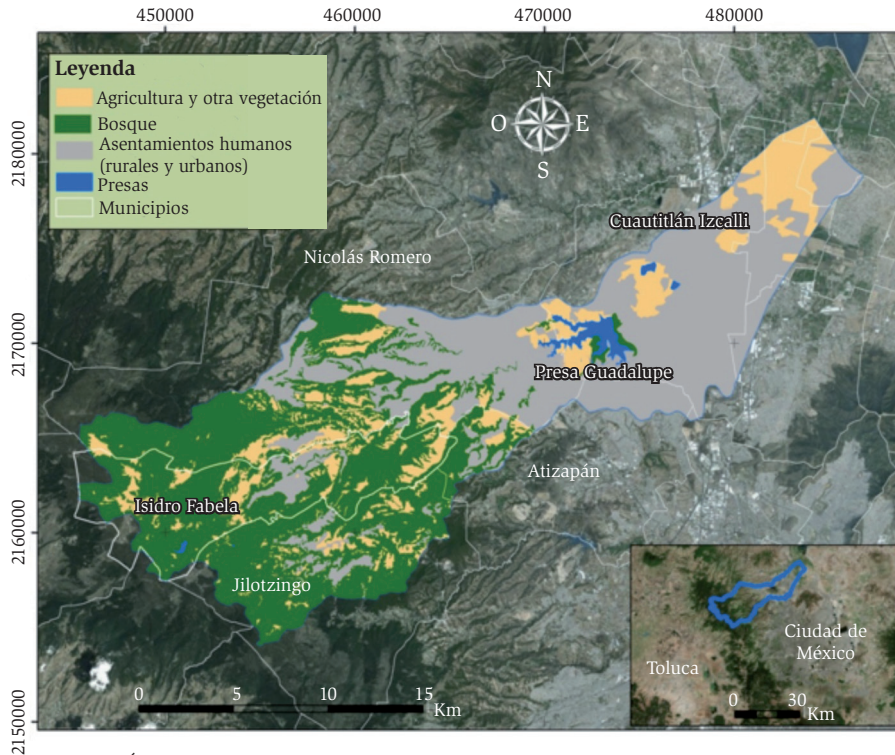 450000
460000
470000
480000
Leyenda
Agricultura y otra vegetación
Bosque
Asentamientos humanos
(rurales y urbanos)
Presas
Municipios
N
O
E
S
2180000
2170000
2160000
2150000
Cuautitlán Izcalli
Nicolás Romero
Presa Guadalupe
Atizapán
Isidro Fabela
Jilotzingo
0
5
10
15
Km
Ciudad de
México
Toluca
0
30
Km